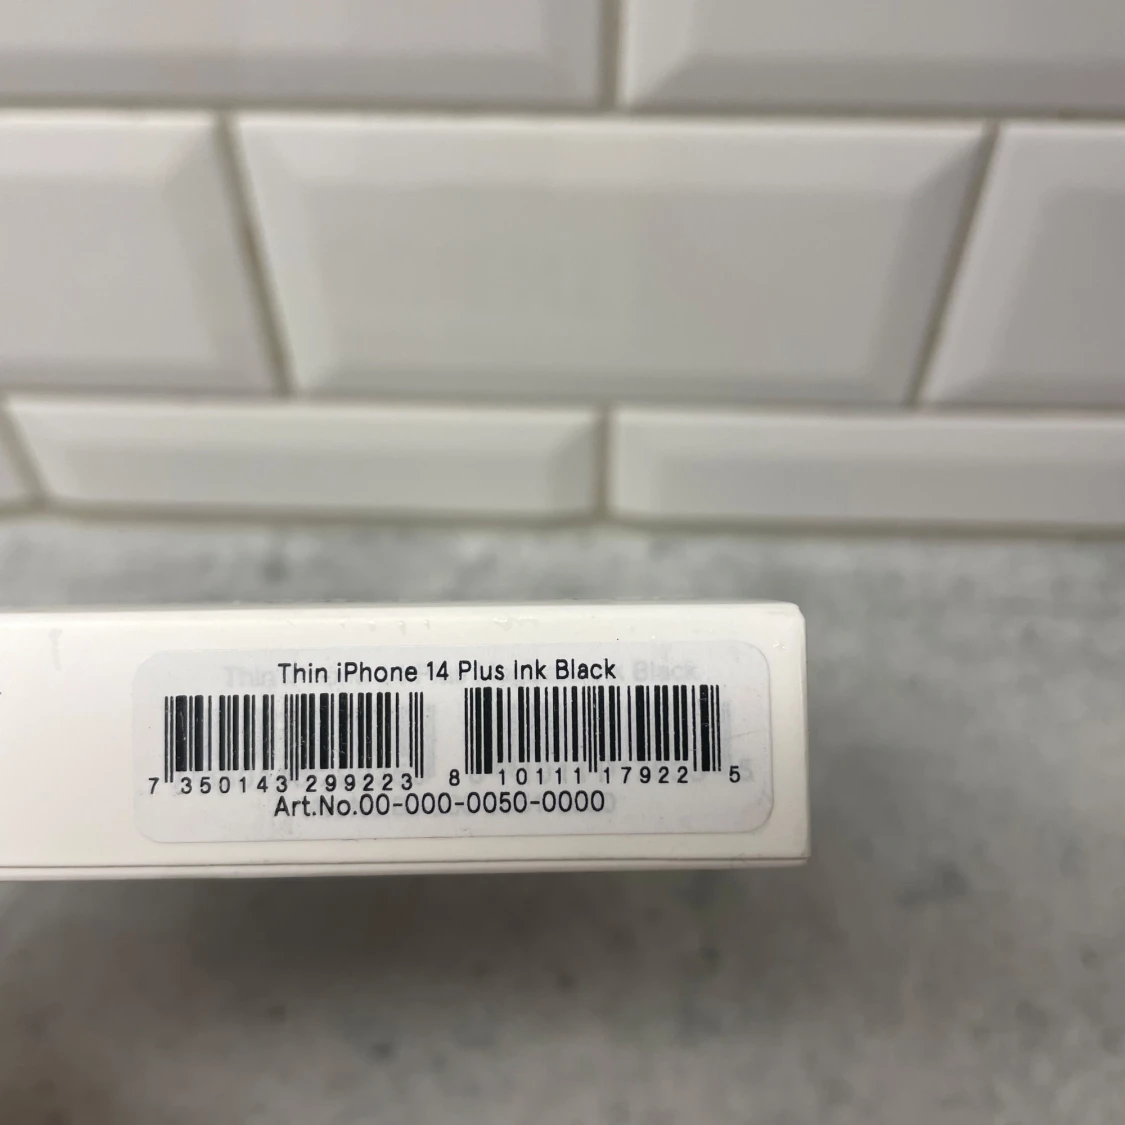 Thin iPhone 14 Plus Ink Black
7 350143 299223 8 10111 17922 5
Art.No.00-000-0050-0000